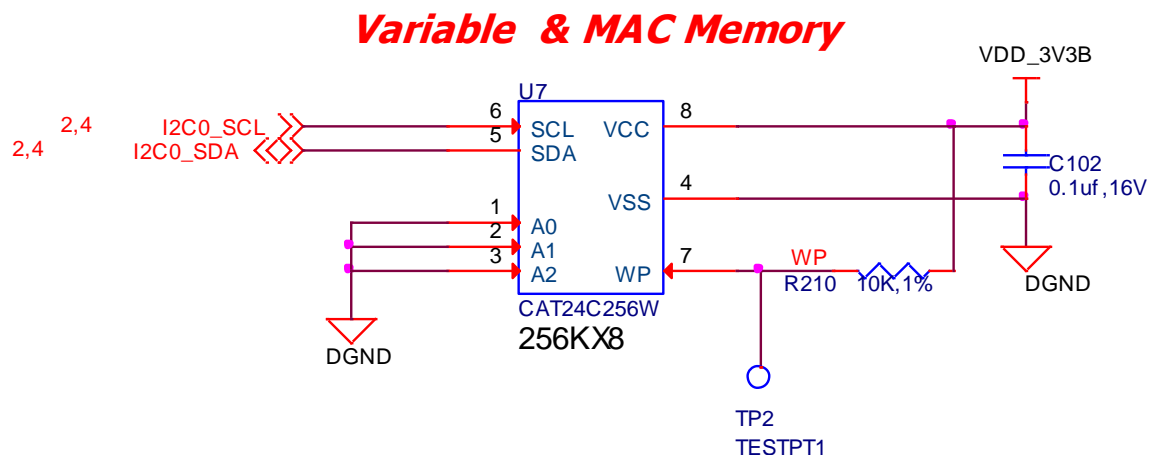 Variable & MAC Memory
VDD_3V3B
U7
2,4 I2C0_SCL 6 SCL VCC 8
2,4 I2C0_SDA 5 SDA
C102
0.1uf,16V
VSS 4
1 A0
2 A1
3 A2 WP 7 WP
R210 10K,1%
DGND
CAT24C256W
256KX8
DGND
TP2
TESTPT1